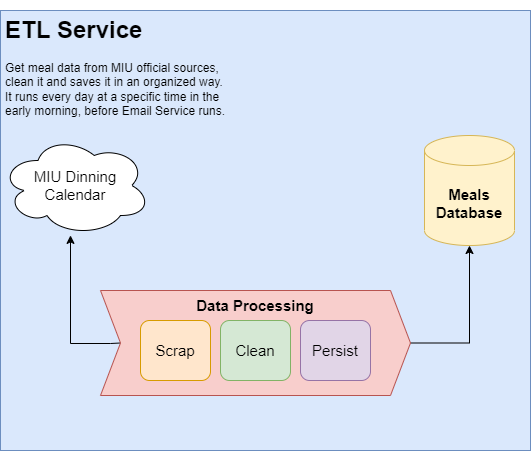 ETL Service
Get meal data from MIU official sources,
clean it and saves it in an organized way.
It runs every day at a specific time in the
early morning, before Email Service runs.
MIU Dinning
Calendar
Meals
Database
Data Processing
Scrap
Clean
Persist